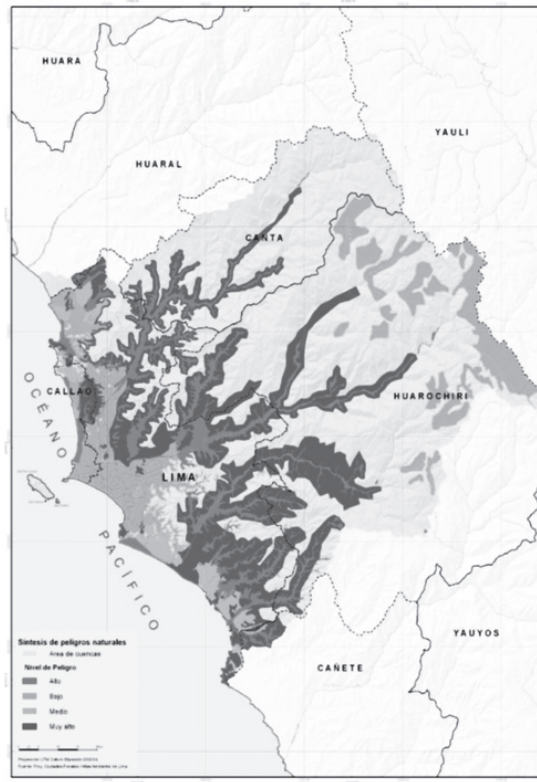 HUARA
YAULI
HUARAL
CANTA
HUAROCHIRI
CALLAO
OCÉANO
PACÍFICO
LIMA
YAUYOS
CAÑETE
Síntesis de peligros naturales
Área de cuencas
Nivel de Peligro
Alto
Bajo
Medio
Muy alto